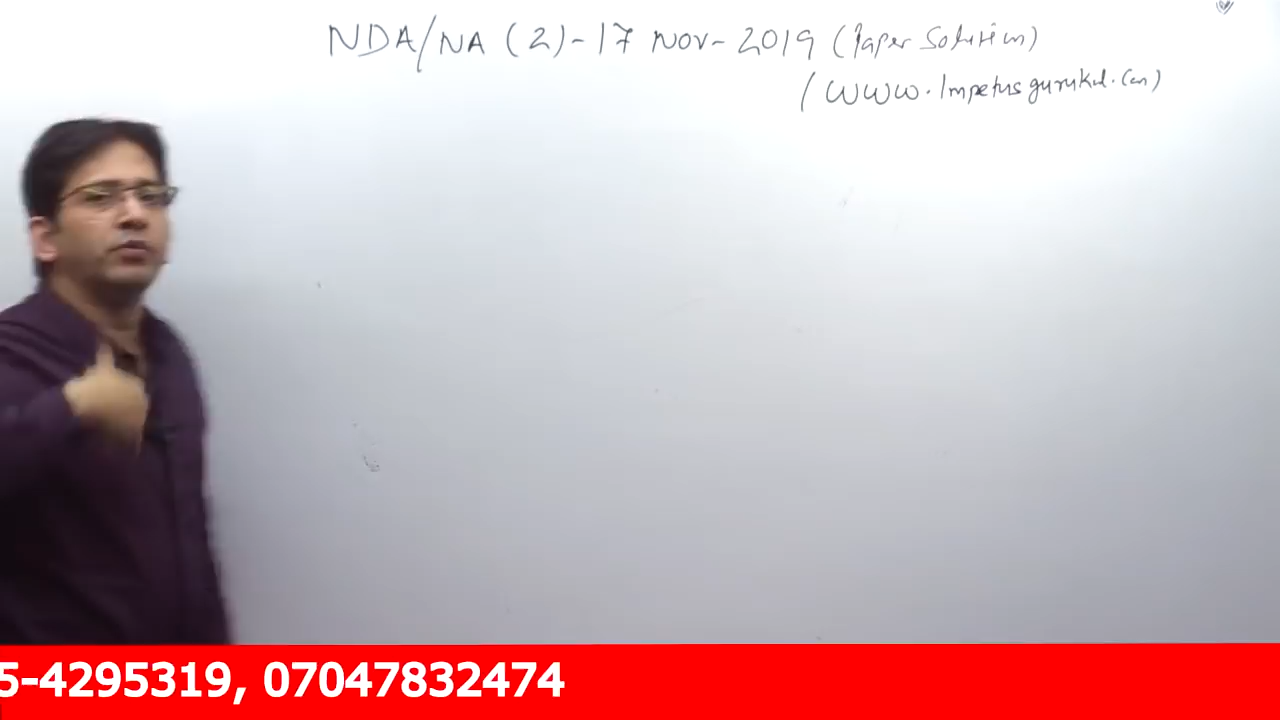 NDA/NA (2)-17 Nov-2019 (Paper Solution)
/ www.Impetusgurukul.com)
5-4295319, 07047832474